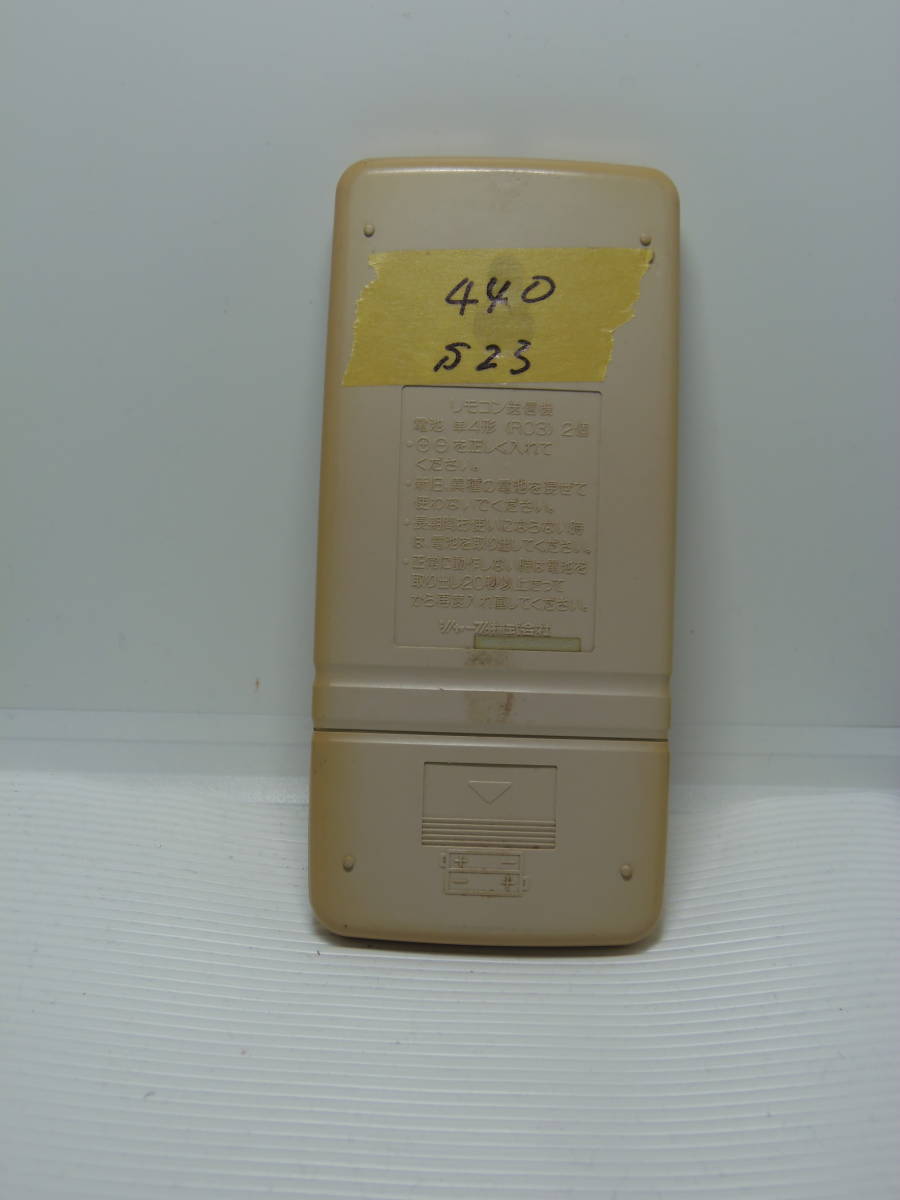 440
S23
リモコン送信機
電池 単4形 (R03) 2個
・⊕⊖を正しく入れて
ください。
・新旧、異種の電池を混ぜて
使わないでください。
・長期間お使いにならない時
は、電池を取り出してください。
・正常に動作しない時は電池を
取り出し20秒以上たって
から再度入れ直してください。
シャープ株式会社
+ −
− +